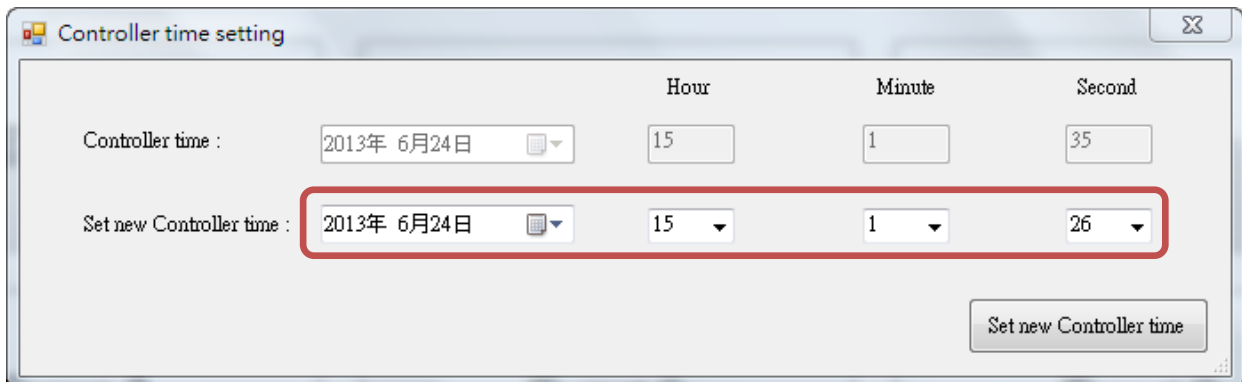 Controller time setting
Hour Minute Second
Controller time : 2013年 6月24日 15 1 35
Set new Controller time : 2013年 6月24日 15 1 26
Set new Controller time